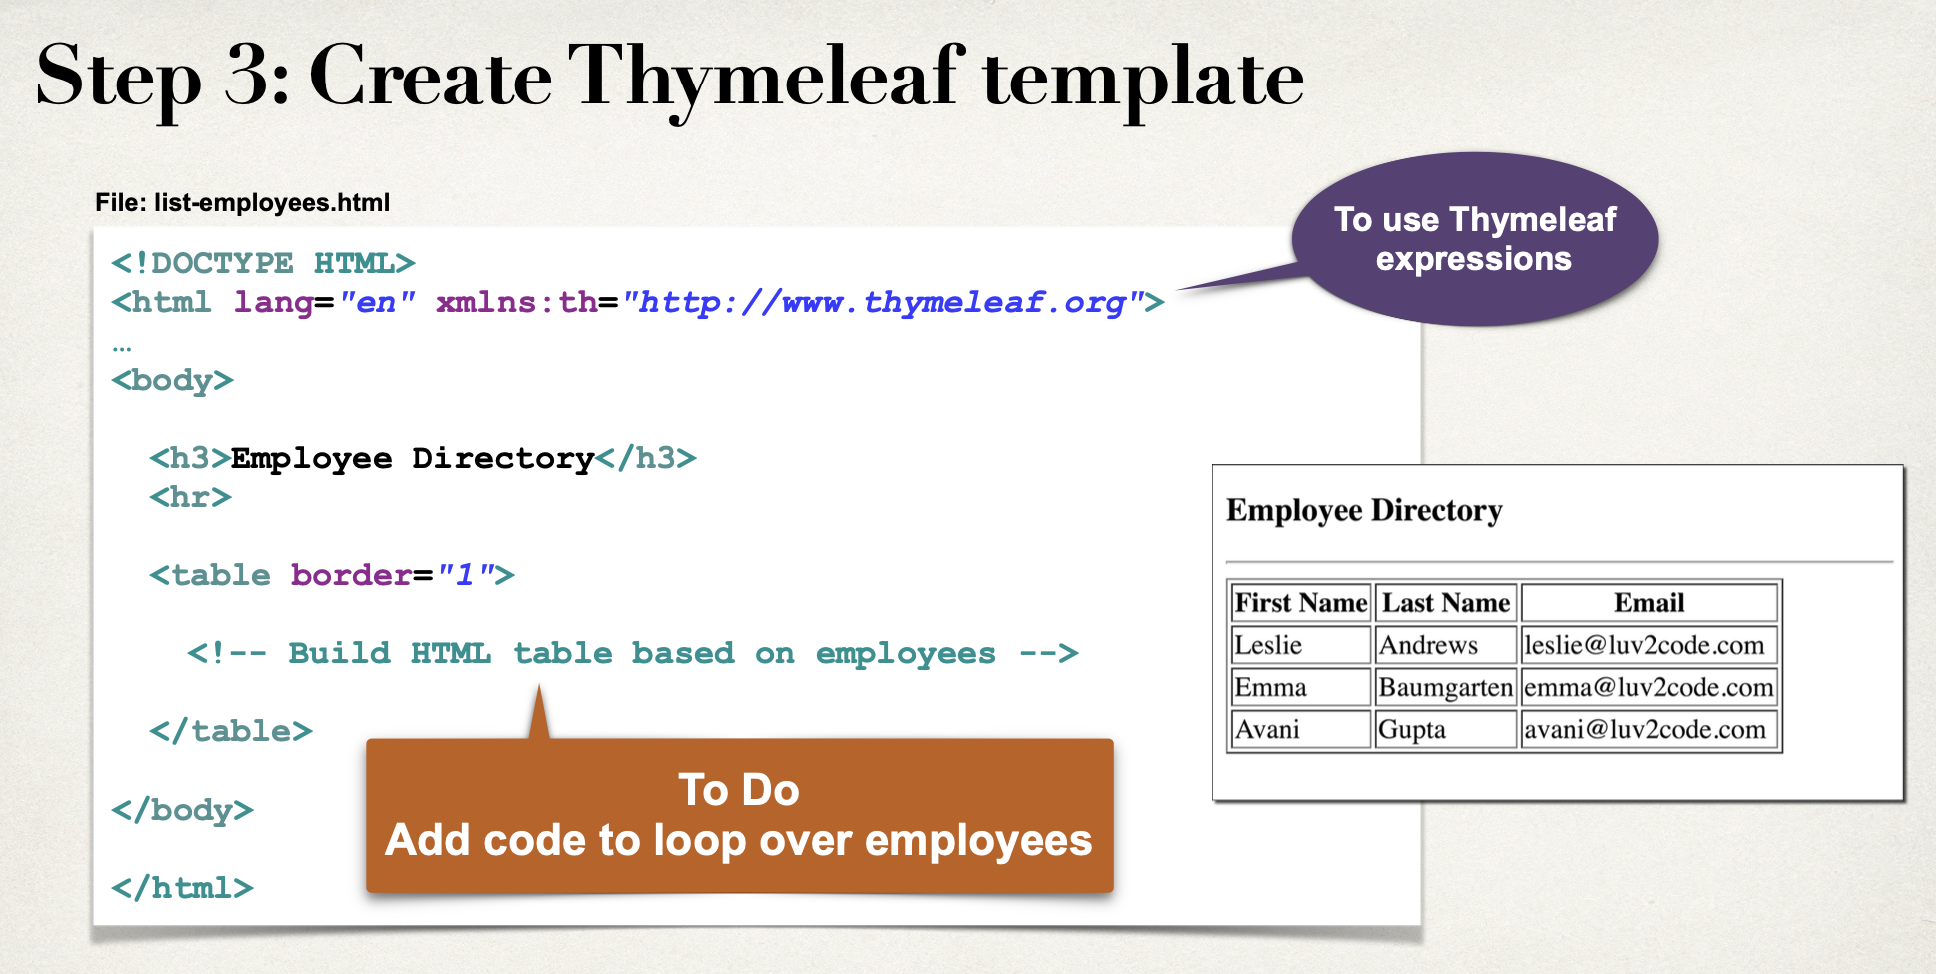 Step 3: Create Thymeleaf template
File: list-employees.html
To use Thymeleaf
expressions
<!DOCTYPE HTML>
<html lang="en" xmlns:th="http://www.thymeleaf.org">
…
<body>
<h3>Employee Directory</h3>
<hr>
<table border="1">
<!-- Build HTML table based on employees -->
</table>
To Do
Add code to loop over employees
</body>
</html>
Employee Directory
First Name Last Name Email
Leslie Andrews leslie@luv2code.com
Emma Baumgarten emma@luv2code.com
Avani Gupta avani@luv2code.com